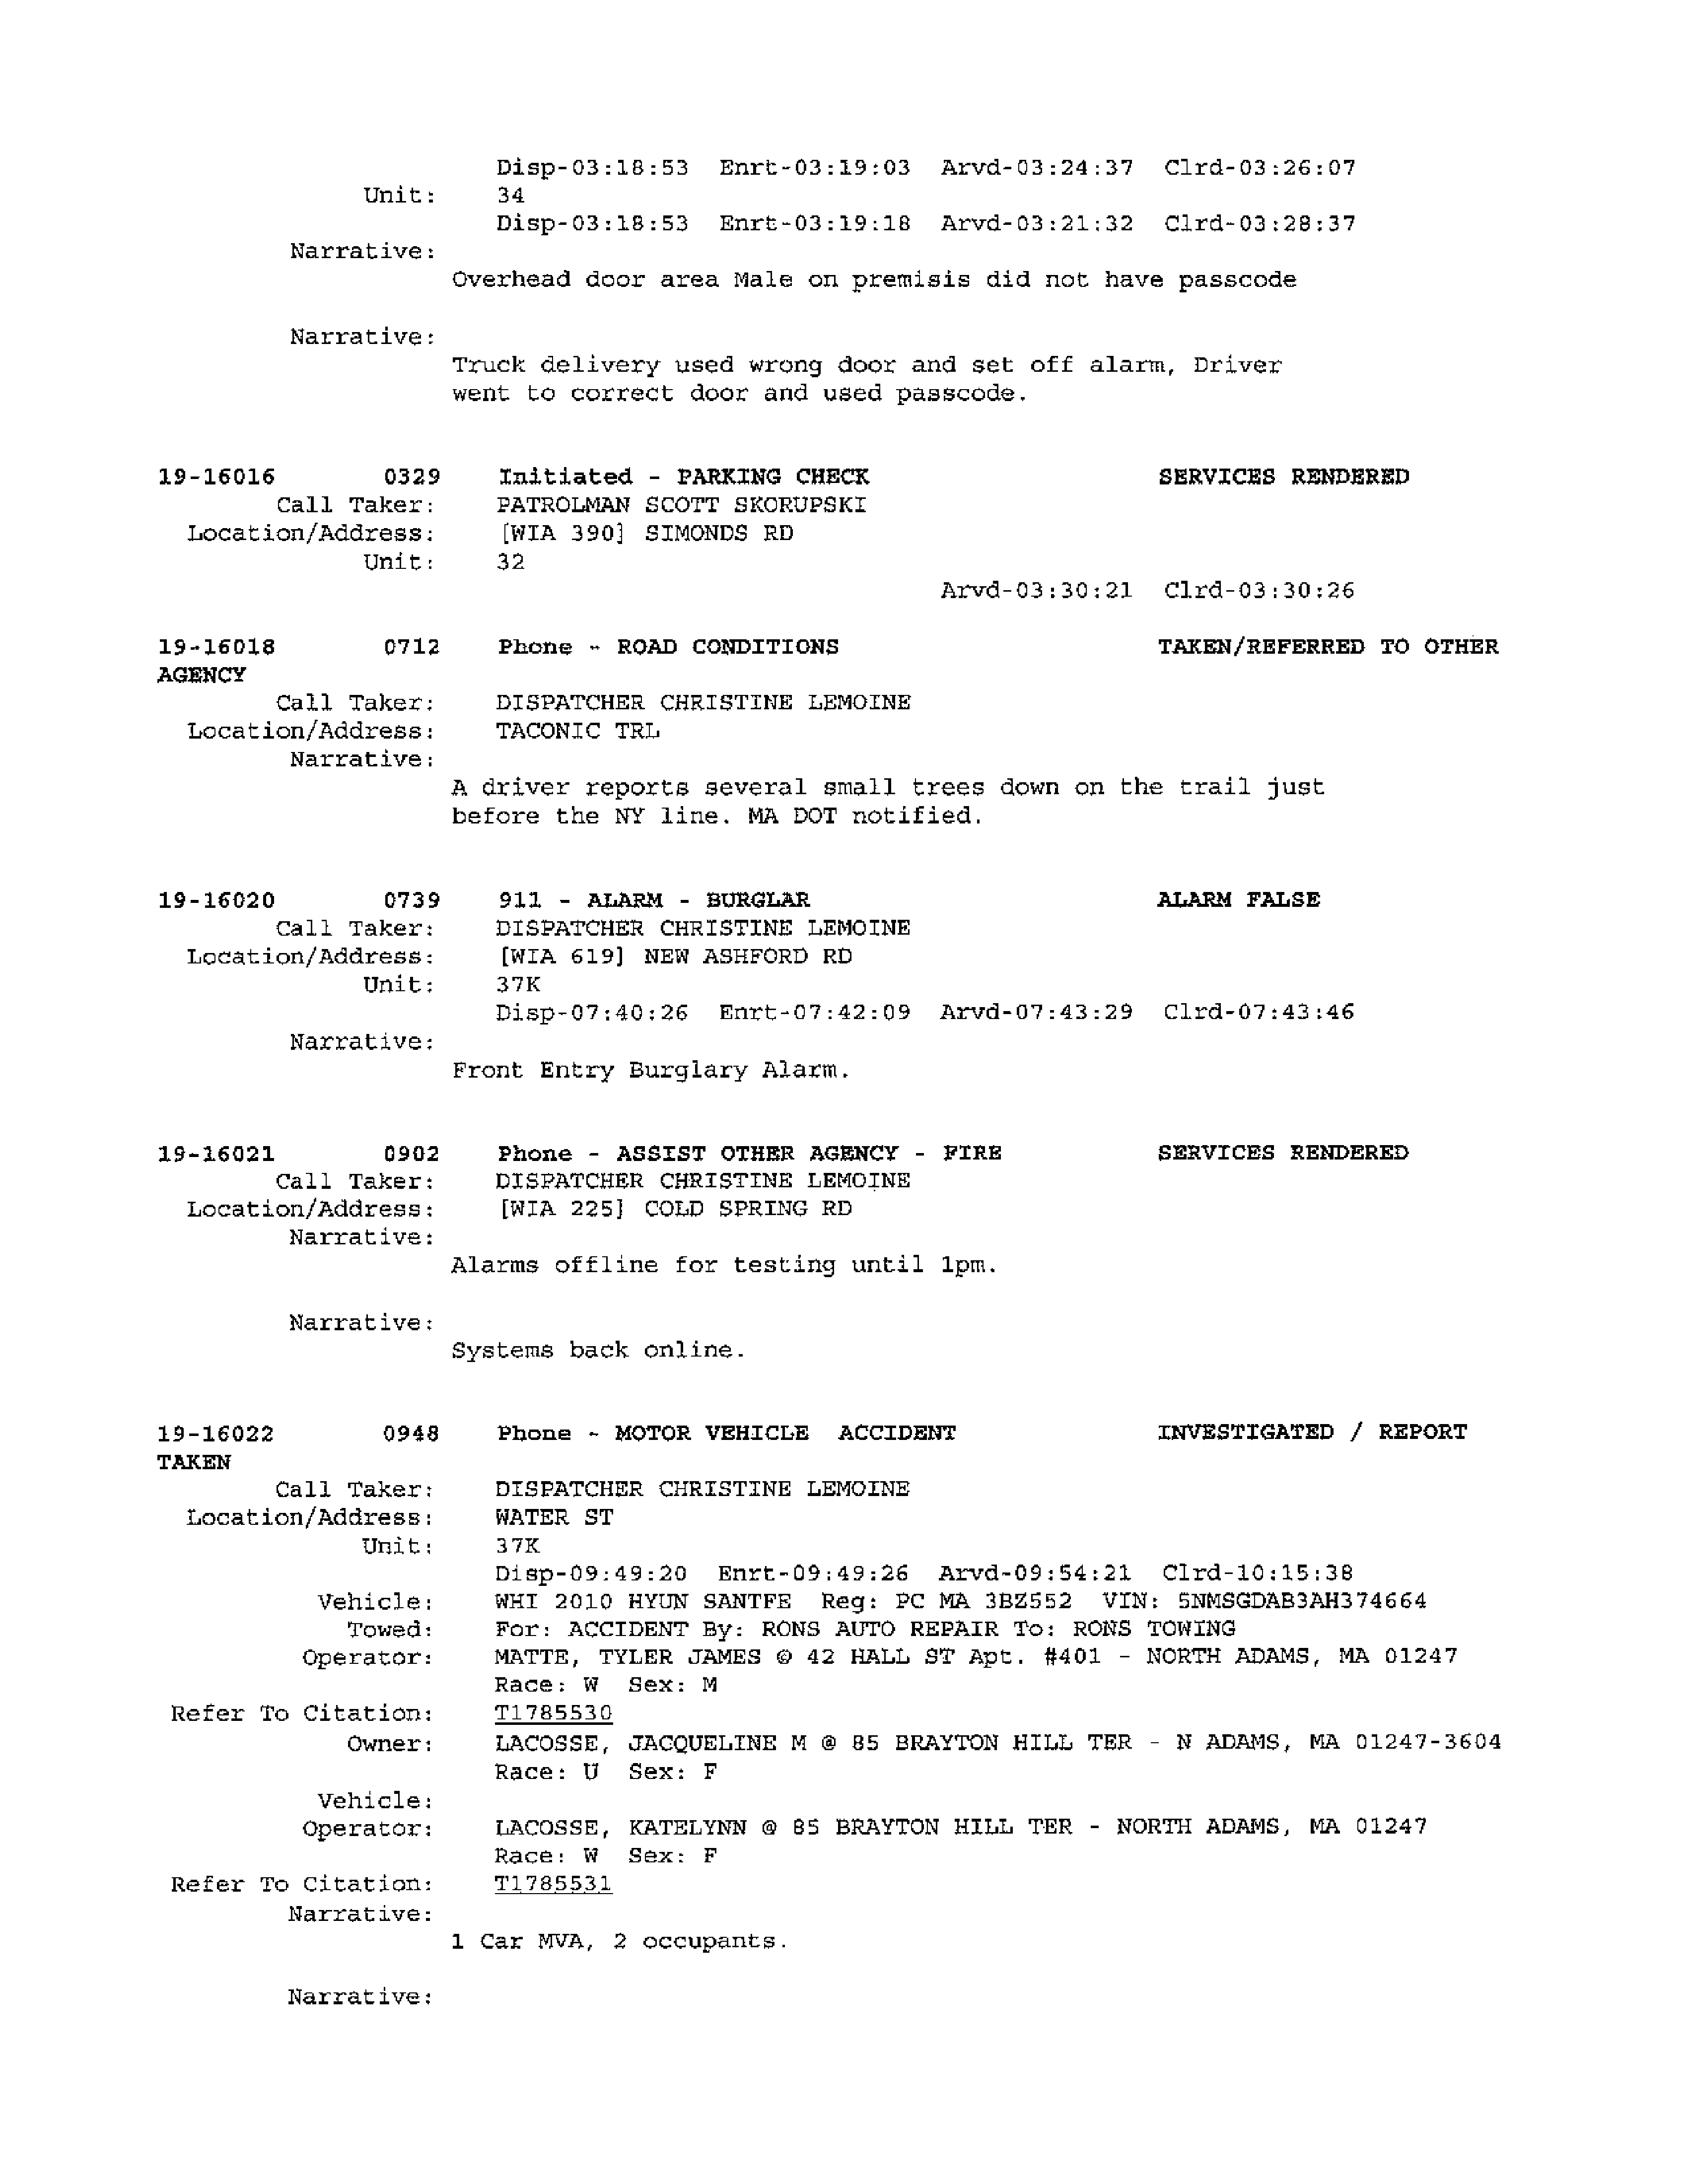 Disp-03:18:53 Enrt-03:19:03 Arvd-03:24:37 Clrd-03:26:07
Unit: 34
Disp-03:18:53 Enrt-03:19:18 Arvd-03:21:32 Clrd-03:28:37
Narrative:
Overhead door area Male on premisis did not have passcode
Narrative:
Truck delivery used wrong door and set off alarm, Driver
went to correct door and used passcode.
19-16016 0329 Initiated - PARKING CHECK SERVICES RENDERED
Call Taker: PATROLMAN SCOTT SKORUPSKI
Location/Address: [WIA 390] SIMONDS RD
Unit: 32
Arvd-03:30:21 Clrd-03:30:26
19-16018 0712 Phone - ROAD CONDITIONS TAKEN/REFERRED TO OTHER
AGENCY
Call Taker: DISPATCHER CHRISTINE LEMOINE
Location/Address: TACONIC TRL
Narrative:
A driver reports several small trees down on the trail just
before the NY line. MA DOT notified.
19-16020 0739 911 - ALARM - BURGLAR ALARM FALSE
Call Taker: DISPATCHER CHRISTINE LEMOINE
Location/Address: [WIA 619] NEW ASHFORD RD
Unit: 37K
Disp-07:40:26 Enrt-07:42:09 Arvd-07:43:29 Clrd-07:43:46
Narrative:
Front Entry Burglary Alarm.
19-16021 0902 Phone - ASSIST OTHER AGENCY - FIRE SERVICES RENDERED
Call Taker: DISPATCHER CHRISTINE LEMOINE
Location/Address: [WIA 225] COLD SPRING RD
Narrative:
Alarms offline for testing until 1pm.
Narrative:
Systems back online.
19-16022 0948 Phone - MOTOR VEHICLE ACCIDENT INVESTIGATED / REPORT
TAKEN
Call Taker: DISPATCHER CHRISTINE LEMOINE
Location/Address: WATER ST
Unit: 37K
Disp-09:49:20 Enrt-09:49:26 Arvd-09:54:21 Clrd-10:15:38
Vehicle: WHI 2010 HYUN SANTFE Reg: PC MA 3BZ552 VIN: 5NMSGDAB3AH374664
Towed: For: ACCIDENT By: RONS AUTO REPAIR To: RONS TOWING
Operator: MATTE, TYLER JAMES @ 42 HALL ST Apt. #401 - NORTH ADAMS, MA 01247
Race: W Sex: M
Refer To Citation: T1785530
Owner: LACOSSE, JACQUELINE M @ 85 BRAYTON HILL TER - N ADAMS, MA 01247-3604
Race: U Sex: F
Vehicle:
Operator: LACOSSE, KATELYNN @ 85 BRAYTON HILL TER - NORTH ADAMS, MA 01247
Race: W Sex: F
Refer To Citation: T1785531
Narrative:
1 Car MVA, 2 occupants.
Narrative: